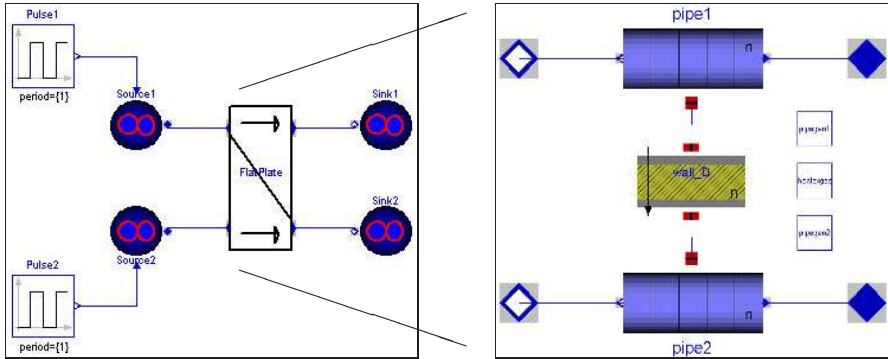 Pulse1
period={1}
Source1
Sink1
FlatPlate
Source2
Sink2
Pulse2
period={1}
pipe1
n
wall_D
n
n
pipe2